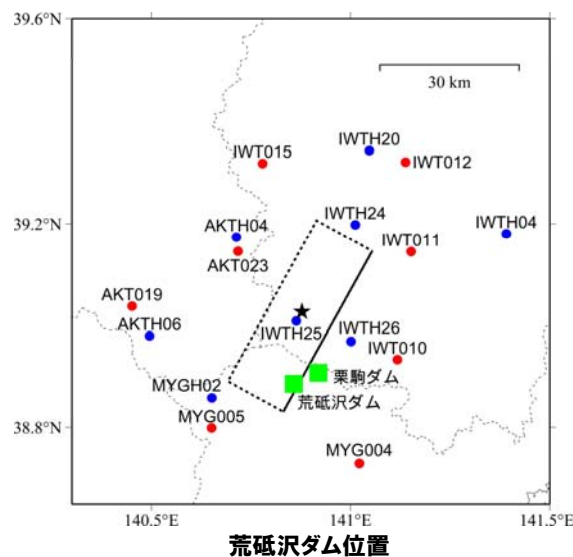 39.6°N
30 km
IWTH20
IWT015
IWT012
39.2°N
IWTH24
IWTH04
AKTH04
IWT011
AKT023
AKT019
IWTH25
AKTH06
IWTH26
IWT010
栗駒ダム
MYGH02
荒砥沢ダム
MYG005
38.8°N
MYG004
140.5°E
141°E
141.5°E
荒砥沢ダム位置